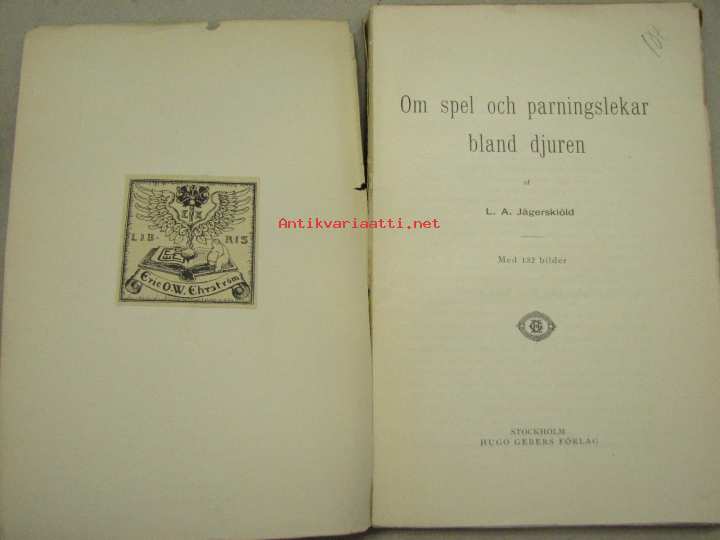 E E
LIB- RIS
Eric O.W. Ehrström
Antikvariaatti.net
104
Om spel och parningslekar
bland djuren
af
L. A. Jägerskiöld
Med 132 bilder
STOCKHOLM
HUGO GEBERS FÖRLAG